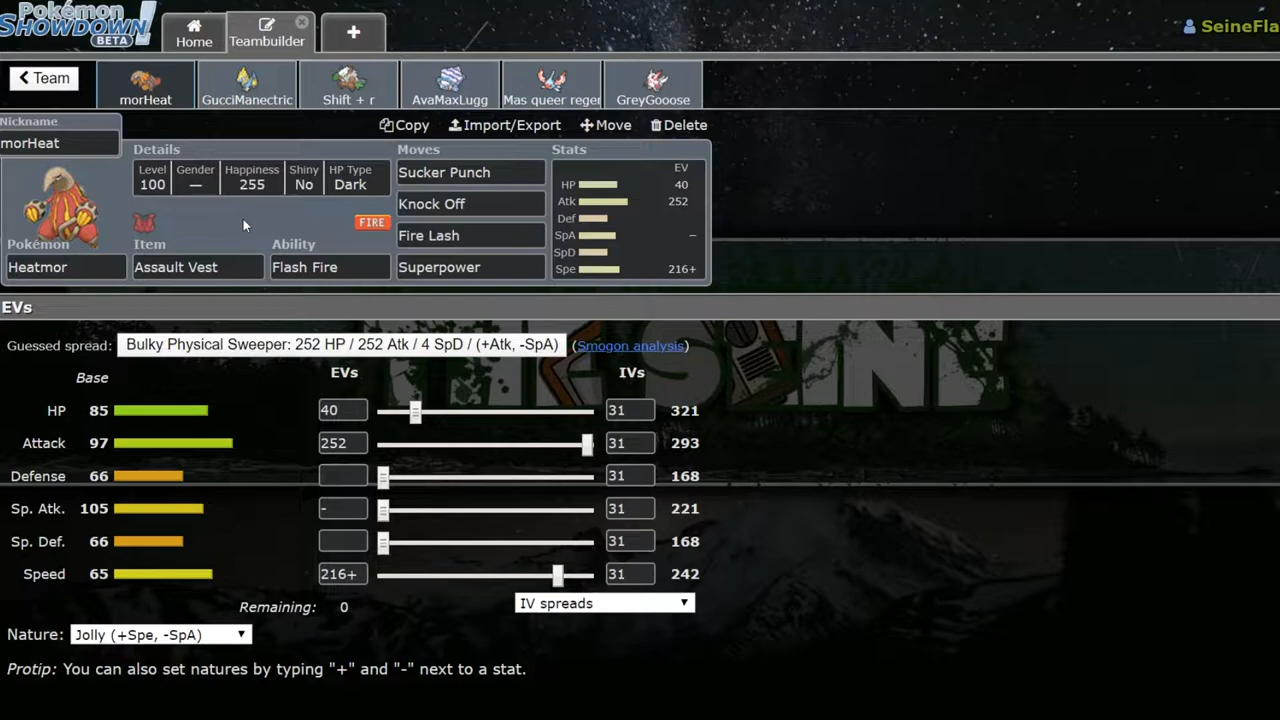 Pokémon
SHOWDOWN!
BETA
Home
Teambuilder
+
SeineFla
< Team
morHeat
GucciManectric
Shift + r
AvaMaxLugg
Mas queer reger
GreyGooose
Copy
Import/Export
Move
Delete
Nickname
morHeat
Details
Moves
Stats
Level Gender Happiness Shiny HP Type
100 — 255 No Dark
Sucker Punch
Knock Off
Fire Lash
Superpower
EV
HP 40
Atk 252
Def
SpA –
SpD
Spe 216+
FIRE
Pokémon
Heatmor
Item
Assault Vest
Ability
Flash Fire
EVs
Guessed spread: Bulky Physical Sweeper: 252 HP / 252 Atk / 4 SpD / (+Atk, -SpA) (Smogon analysis)
Base EVs IVs
HP 85 40 31 321
Attack 97 252 31 293
Defense 66 31 168
Sp. Atk. 105 - 31 221
Sp. Def. 66 31 168
Speed 65 216+ 31 242
Remaining: 0
IV spreads
Nature: Jolly (+Spe, -SpA)
Protip: You can also set natures by typing "+" and "-" next to a stat.